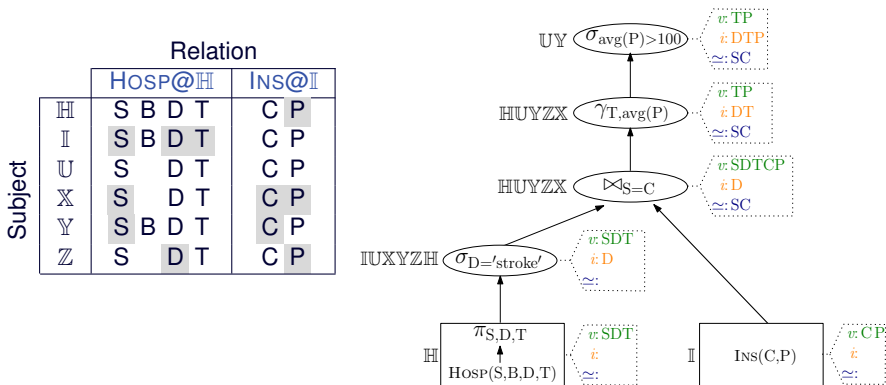 Relation
HOSP@ℍ INS@𝕀
Subject
ℍ S B D T C P
𝕀 S B D T C P
𝕌 S D T C P
𝕏 S D T C P
𝕐 S B D T C P
ℤ S D T C P
𝕌𝕐 σavg(P)>100
v: TP
i: DTP
≃: SC
ℍ𝕌𝕐ℤ𝕏 γT,avg(P)
v: TP
i: DT
≃: SC
ℍ𝕌𝕐ℤ𝕏 ⋈S=C
v: SDTCP
i: D
≃: SC
𝕀𝕌𝕏𝕐ℤℍ σD='stroke'
v: SDT
i: D
≃:
ℍ πS,D,T
HOSP(S,B,D,T)
v: SDT
i:
≃:
𝕀 INS(C,P)
v: CP
i:
≃: